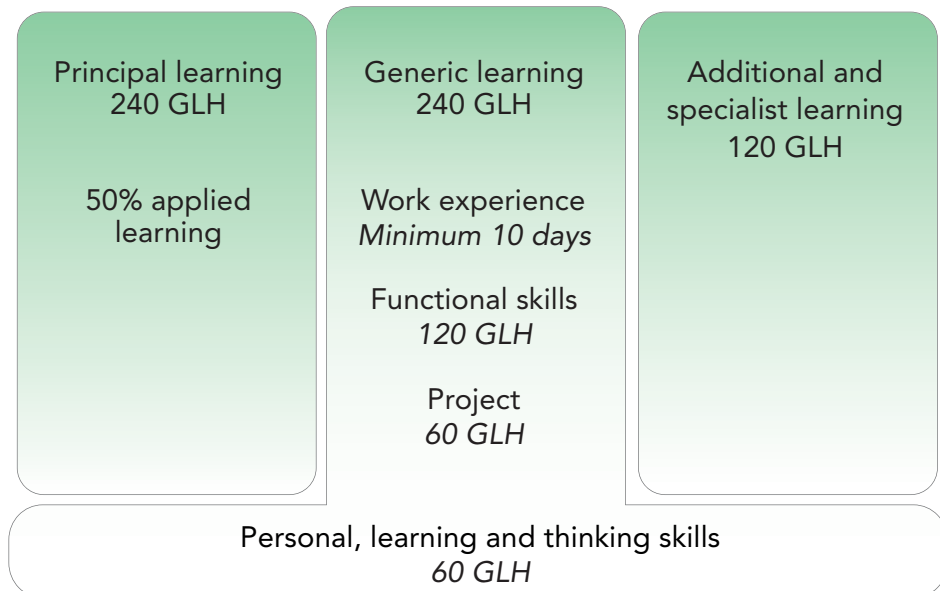 Principal learning
240 GLH
50% applied
learning
Generic learning
240 GLH
Work experience
Minimum 10 days
Functional skills
120 GLH
Project
60 GLH
Additional and
specialist learning
120 GLH
Personal, learning and thinking skills
60 GLH